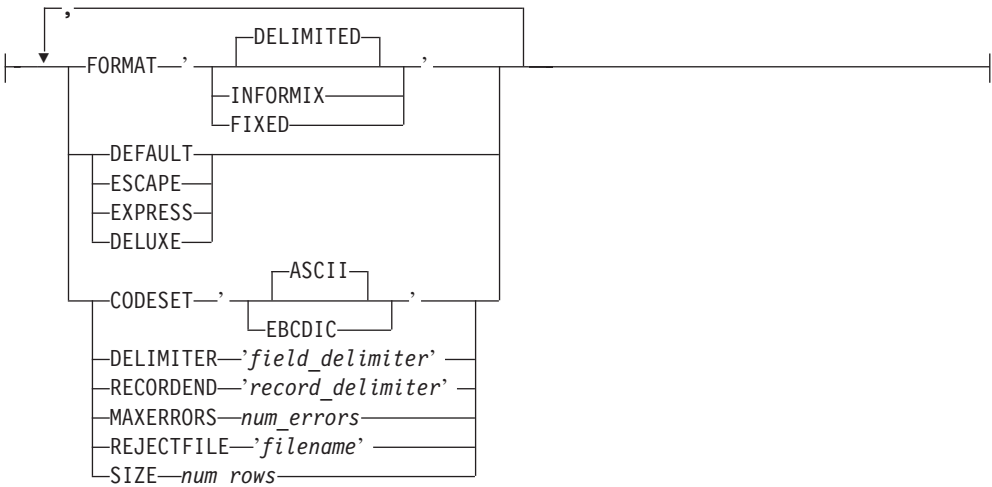 ,
DELIMITED
FORMAT ’ ’
INFORMIX
FIXED
DEFAULT
ESCAPE
EXPRESS
DELUXE
ASCII
CODESET ’ ’
EBCDIC
DELIMITER ’field_delimiter’
RECORDEND ’record_delimiter’
MAXERRORS num_errors
REJECTFILE ’filename’
SIZE num rows